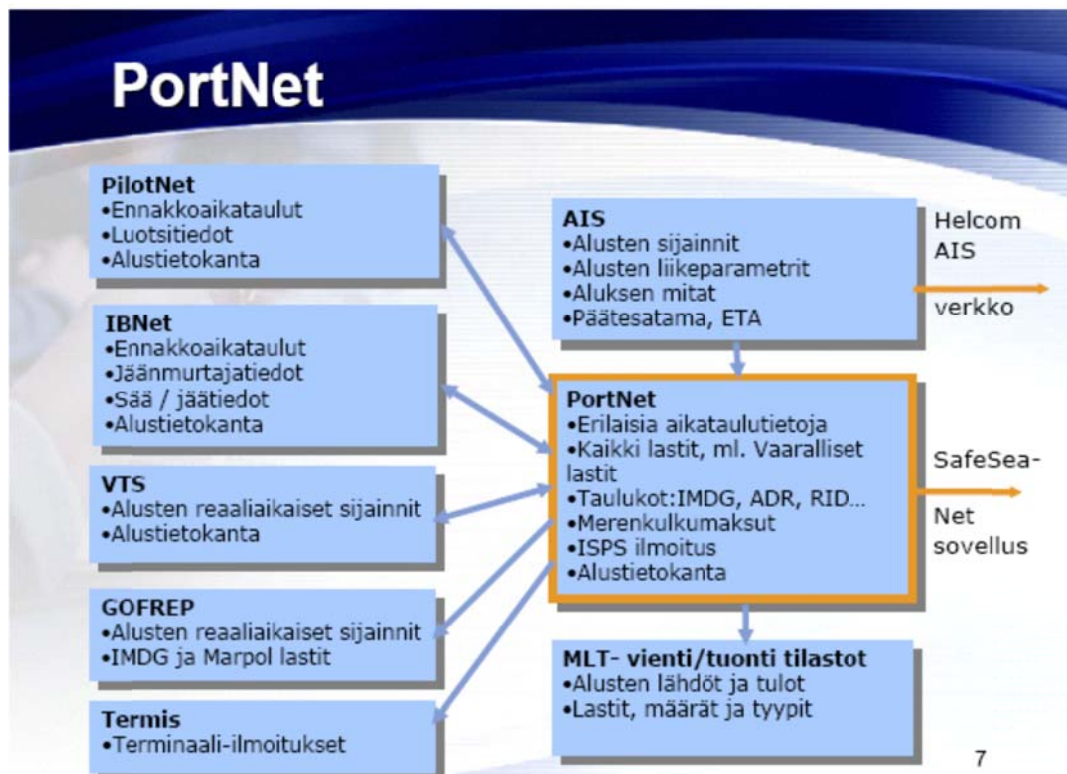 PortNet
PilotNet
•Ennakkoaikataulut
•Luotsitiedot
•Alustietokanta
IBNet
•Ennakkoaikataulut
•Jäänmurtajatiedot
•Sää / jäätiedot
•Alustietokanta
VTS
•Alusten reaaliaikaiset sijainnit
•Alustietokanta
GOFREP
•Alusten reaaliaikaiset sijainnit
•IMDG ja Marpol lastit
Termis
•Terminaali-ilmoitukset
AIS
•Alusten sijainnit
•Alusten liikeparametrit
•Aluksen mitat
•Päätesatama, ETA
Helcom
AIS
verkko
PortNet
•Erilaisia aikataulutietoja
•Kaikki lastit, ml. Vaaralliset
lastit
•Taulukot:IMDG, ADR, RID...
•Merenkulkumaksut
•ISPS ilmoitus
•Alustietokanta
SafeSea-
Net
sovellus
MLT- vienti/tuonti tilastot
•Alusten lähdöt ja tulot
•Lastit, määrät ja tyypit
7